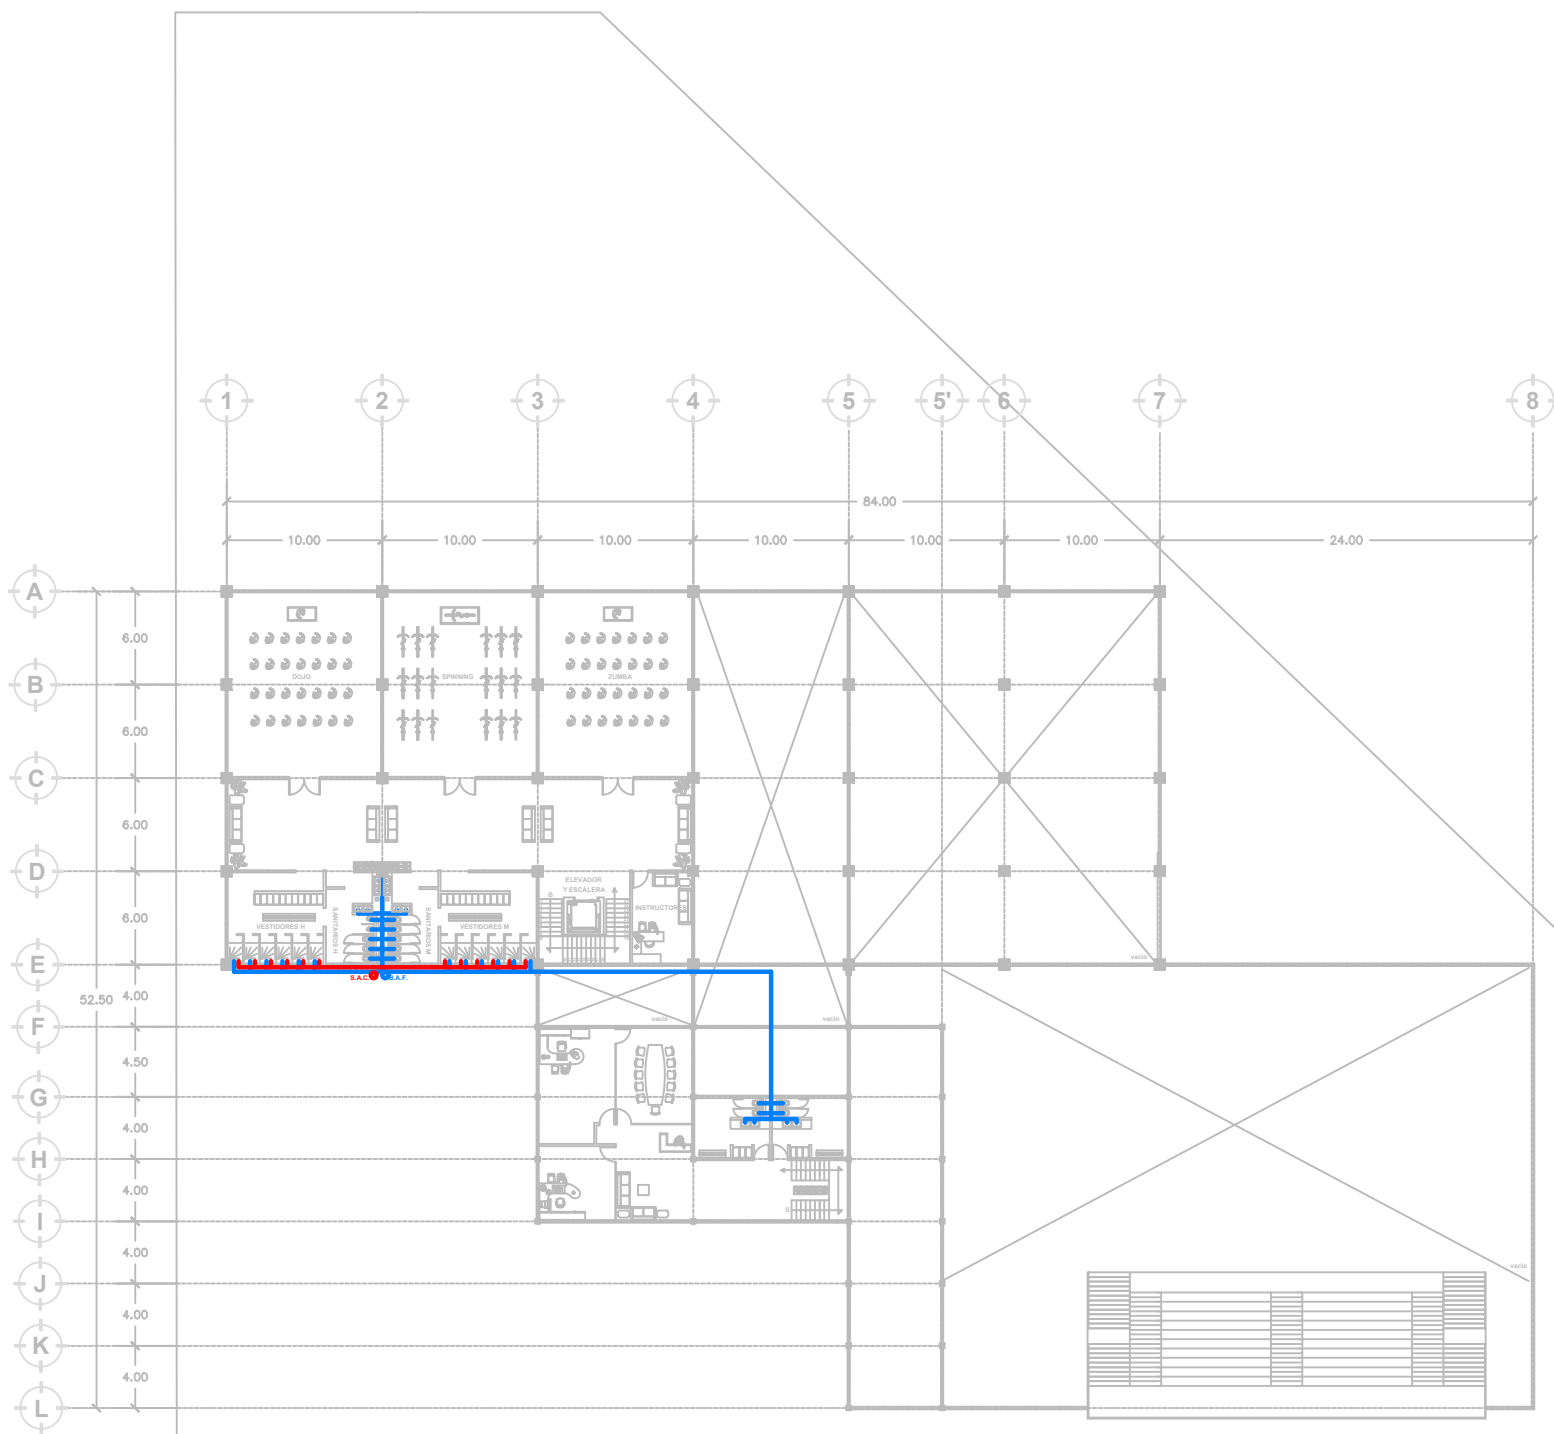 1 2 3 4 5 5' 6 7 8
84.00
10.00 10.00 10.00 10.00 10.00 10.00 24.00
A
6.00
DOJO SPINNING ZUMBA
B
6.00
C
6.00
D
ELEVADOR
Y ESCALERA
B
6.00
INSTRUCTORES
SANITARIOS H
SANITARIOS M
VESTIDORES H
VESTIDORES M
vacio
E
S.A.C.
S.A.F.
52.50
4.00
vacio
vacio
F
4.50
G
4.00
H
4.00
S
I
4.00
vacio
J
4.00
K
4.00
L